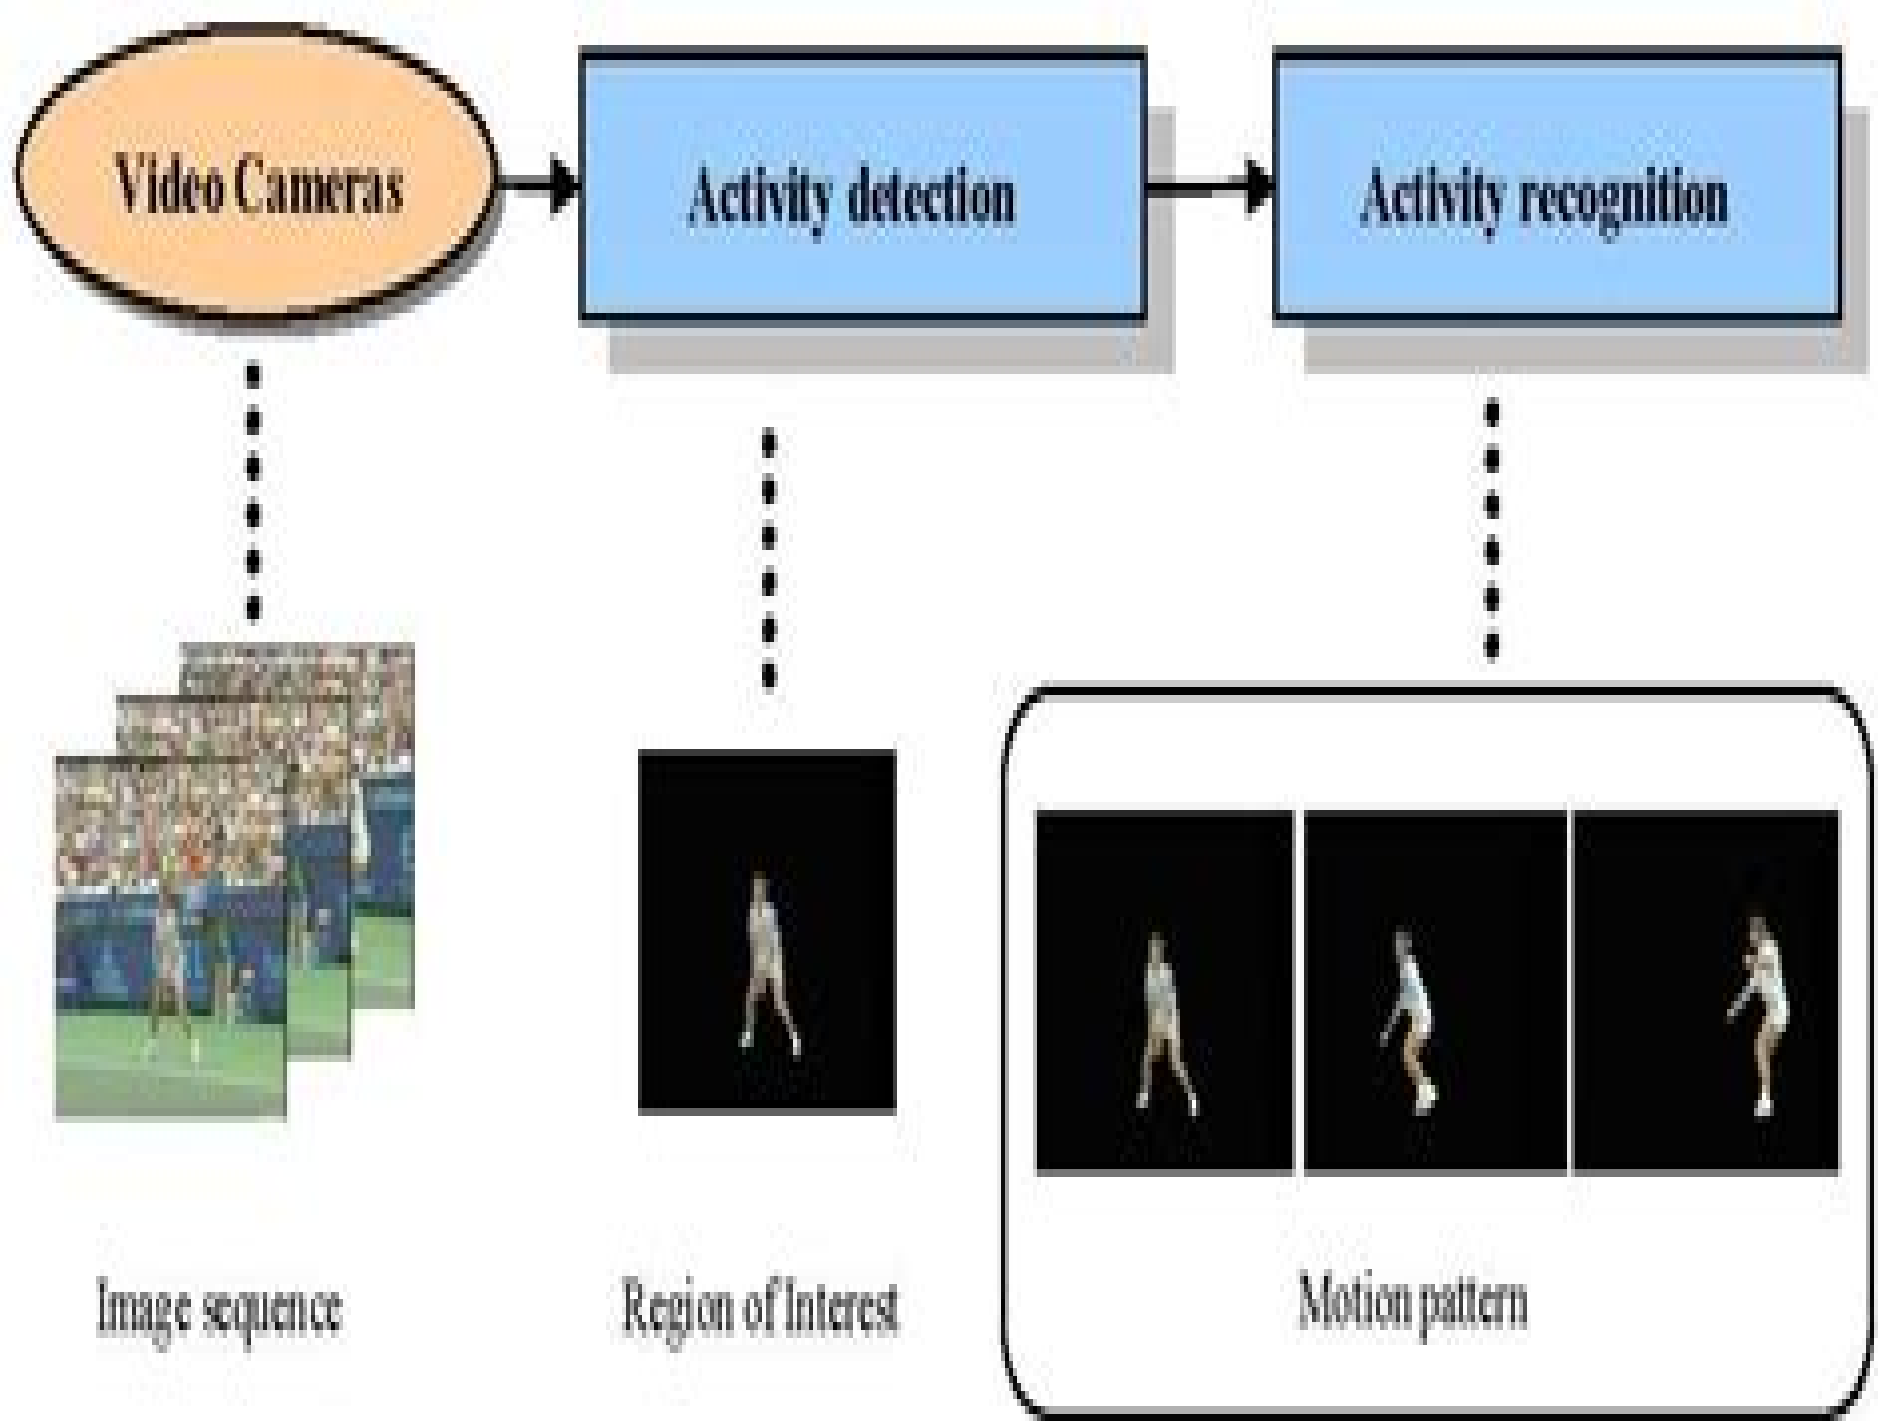 Video Cameras
Activity detection
Activity recognition
Image sequence
Region of Interest
Motion pattern